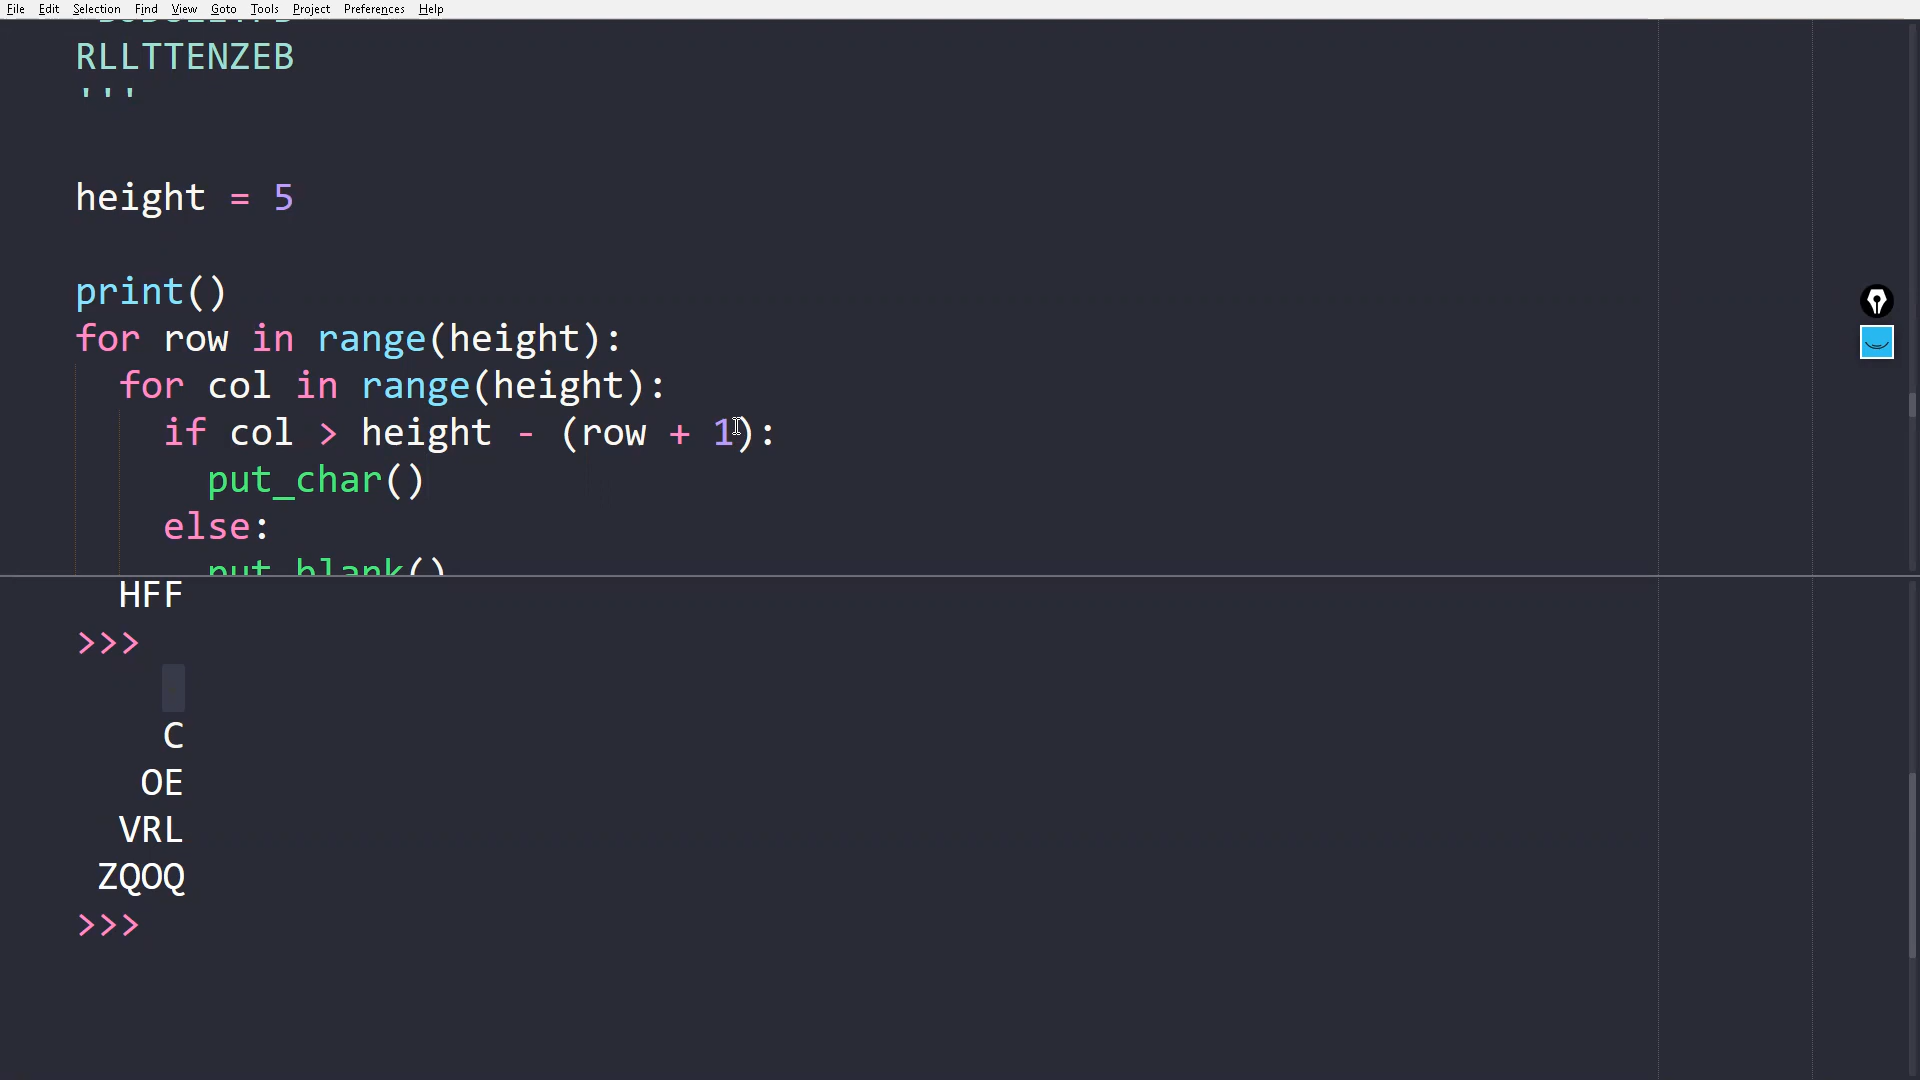 File Edit Selection Find View Goto Tools Project Preferences Help
RLLTTENZEB
'''
height = 5
print()
for row in range(height):
for col in range(height):
if col > height - (row + 1):
put_char()
else:
put_blank()
HFF
>>>
C
OE
VRL
ZQOQ
>>>